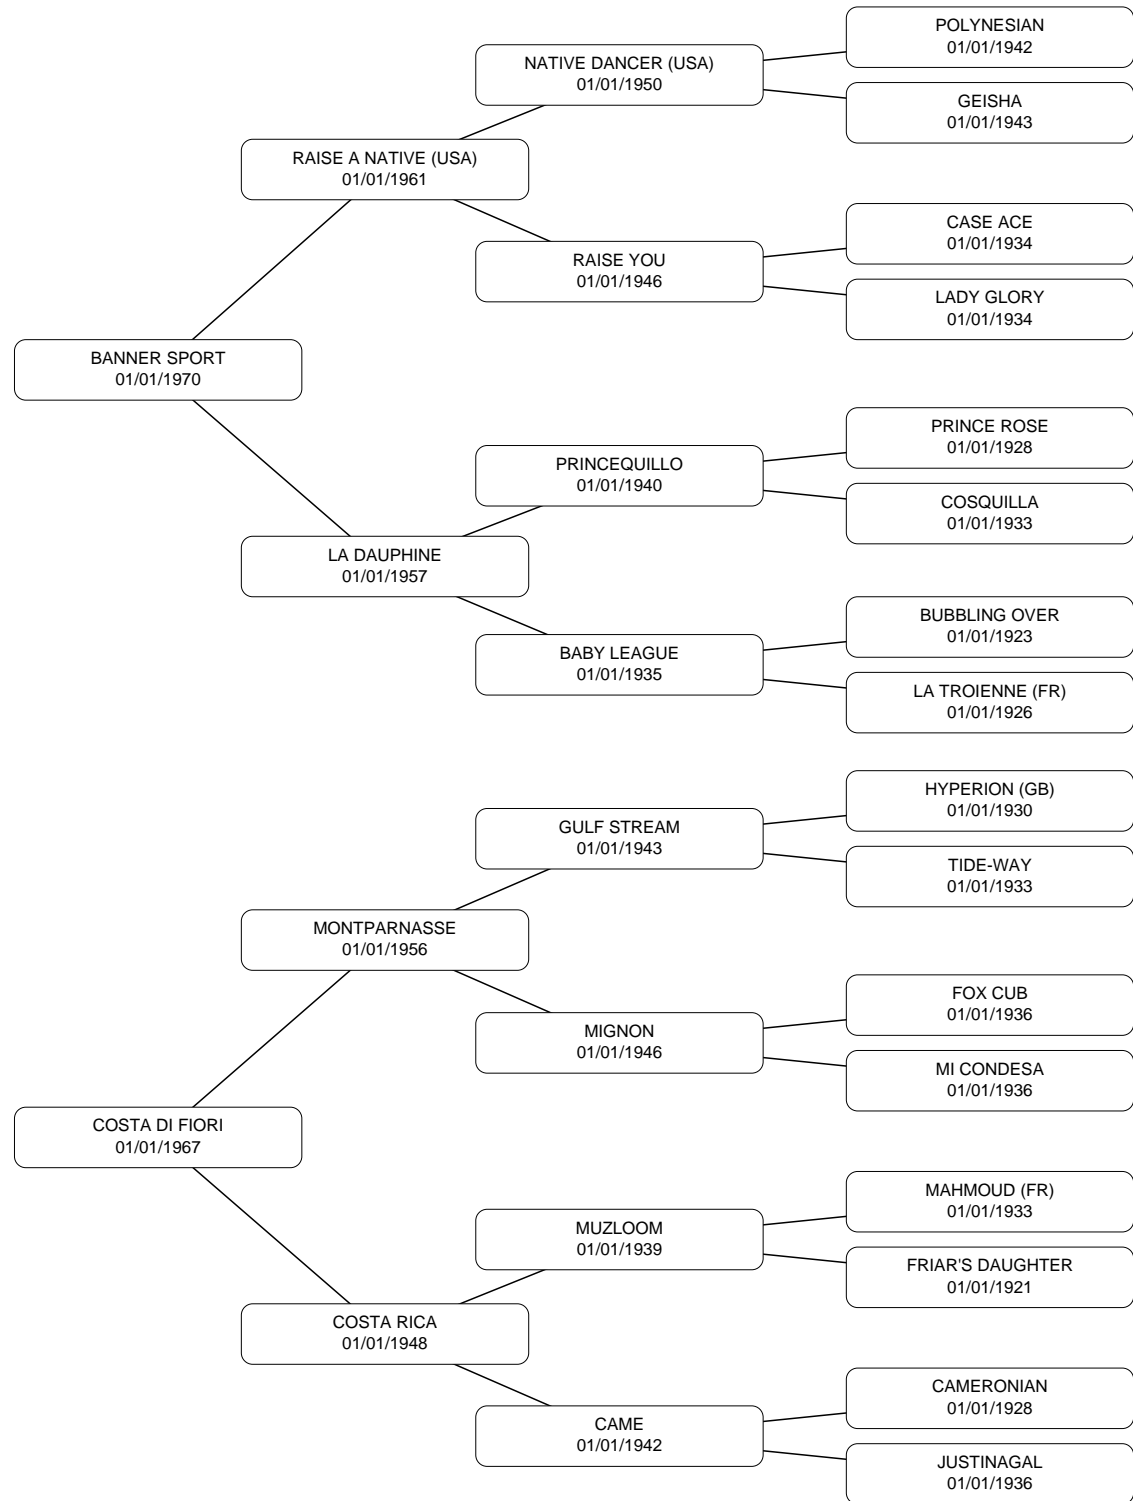 POLYNESIAN
01/01/1942
NATIVE DANCER (USA)
01/01/1950
GEISHA
01/01/1943
RAISE A NATIVE (USA)
01/01/1961
CASE ACE
01/01/1934
RAISE YOU
01/01/1946
LADY GLORY
01/01/1934
BANNER SPORT
01/01/1970
PRINCE ROSE
01/01/1928
PRINCEQUILLO
01/01/1940
COSQUILLA
01/01/1933
LA DAUPHINE
01/01/1957
BUBBLING OVER
01/01/1923
BABY LEAGUE
01/01/1935
LA TROIENNE (FR)
01/01/1926
HYPERION (GB)
01/01/1930
GULF STREAM
01/01/1943
TIDE-WAY
01/01/1933
MONTPARNASSE
01/01/1956
FOX CUB
01/01/1936
MIGNON
01/01/1946
MI CONDESA
01/01/1936
COSTA DI FIORI
01/01/1967
MAHMOUD (FR)
01/01/1933
MUZLOOM
01/01/1939
FRIAR'S DAUGHTER
01/01/1921
COSTA RICA
01/01/1948
CAMERONIAN
01/01/1928
CAME
01/01/1942
JUSTINAGAL
01/01/1936